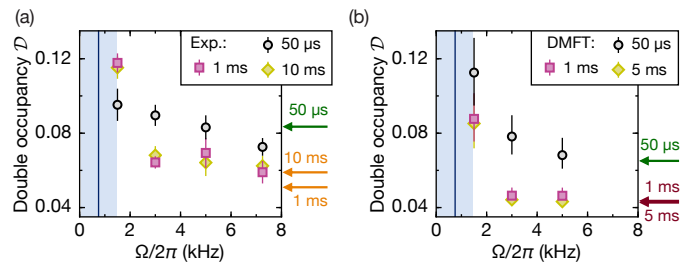 (a)
Exp.:
50 µs
1 ms
10 ms
Double occupancy 𝒟
0.12
0.08
0.04
50 µs
10 ms
1 ms
0 2 4 6 8
Ω/2π (kHz)
(b)
DMFT:
50 µs
1 ms
5 ms
Double occupancy 𝒟
0.12
0.08
0.04
50 µs
1 ms
5 ms
0 2 4 6 8
Ω/2π (kHz)